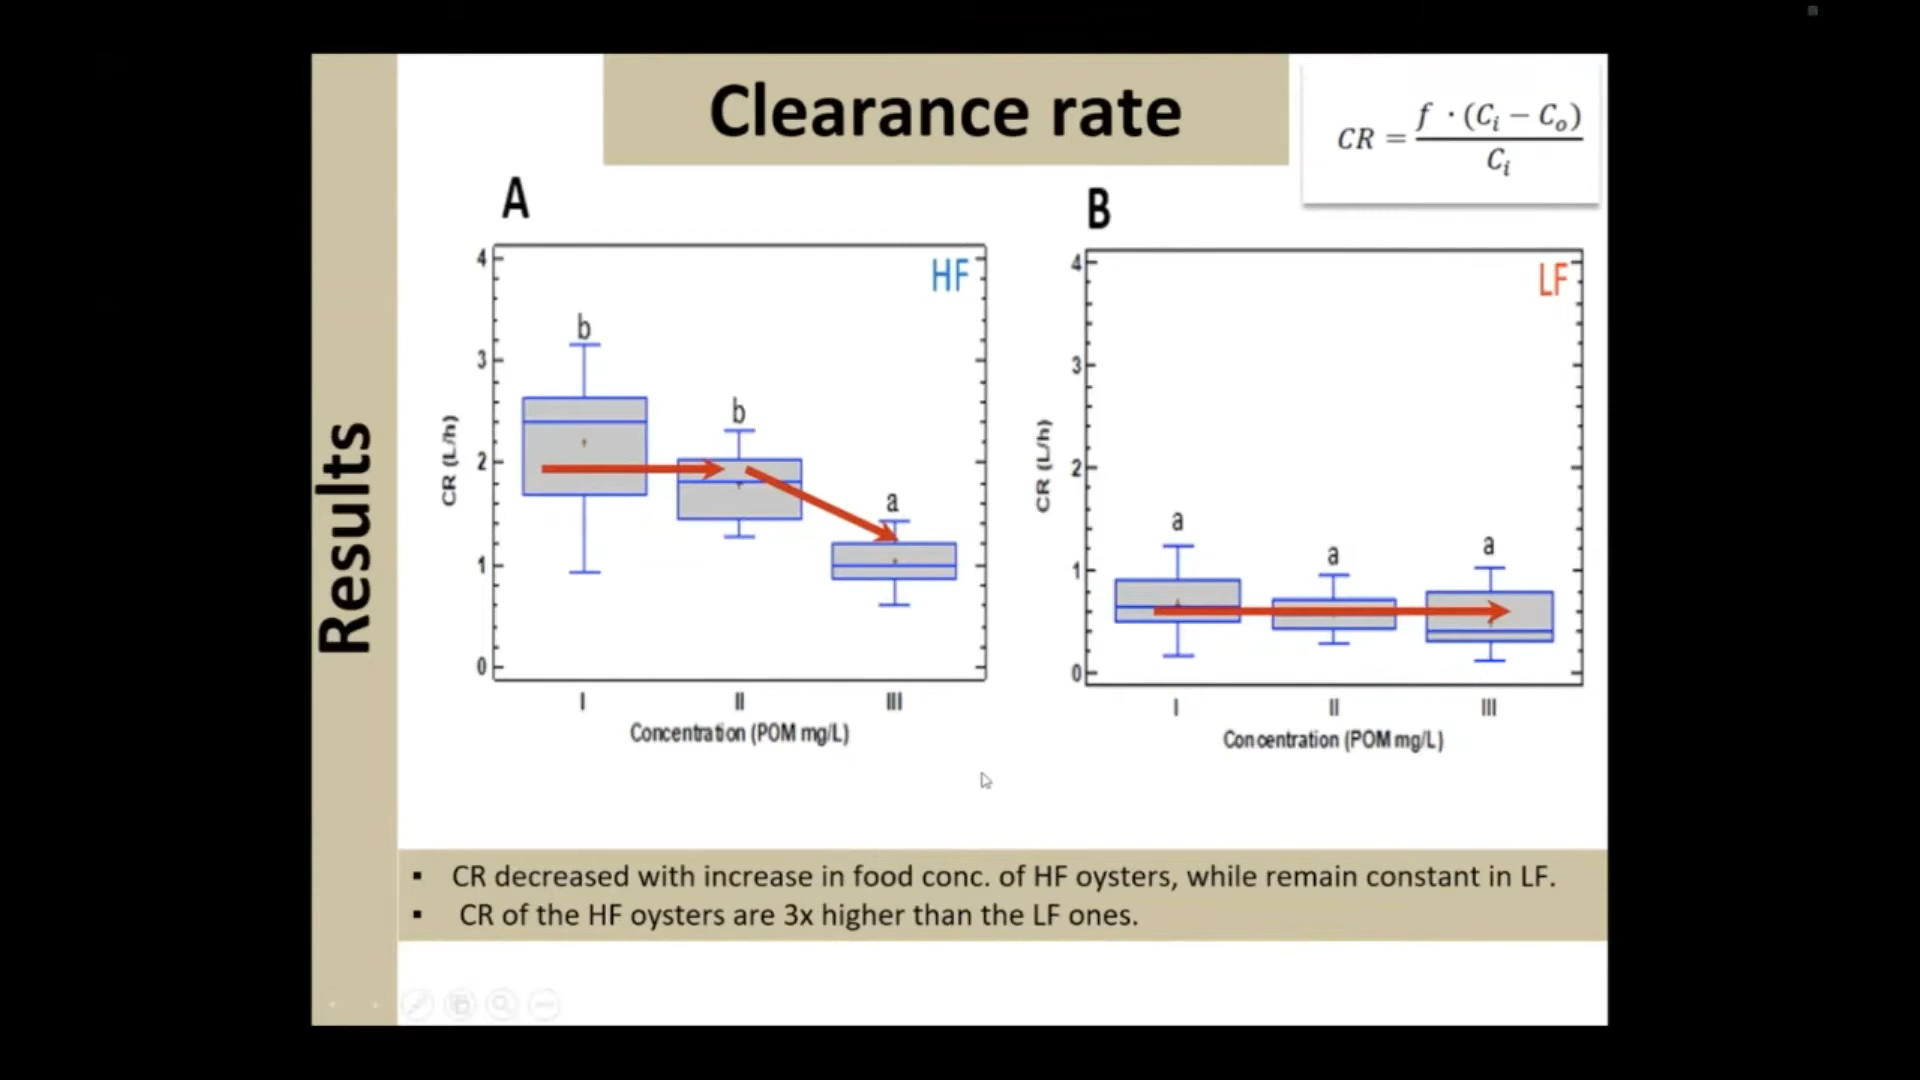 Clearance rate
CR = f · (Cᵢ − Cₒ) / Cᵢ
Results
A
HF
4
3
2
1
0
CR (L/h)
b
b
a
I II III
Concentration (POM mg/L)
B
LF
4
3
2
1
0
CR (L/h)
a
a
a
I II III
Concentration (POM mg/L)
▪ CR decreased with increase in food conc. of HF oysters, while remain constant in LF.
▪ CR of the HF oysters are 3x higher than the LF ones.